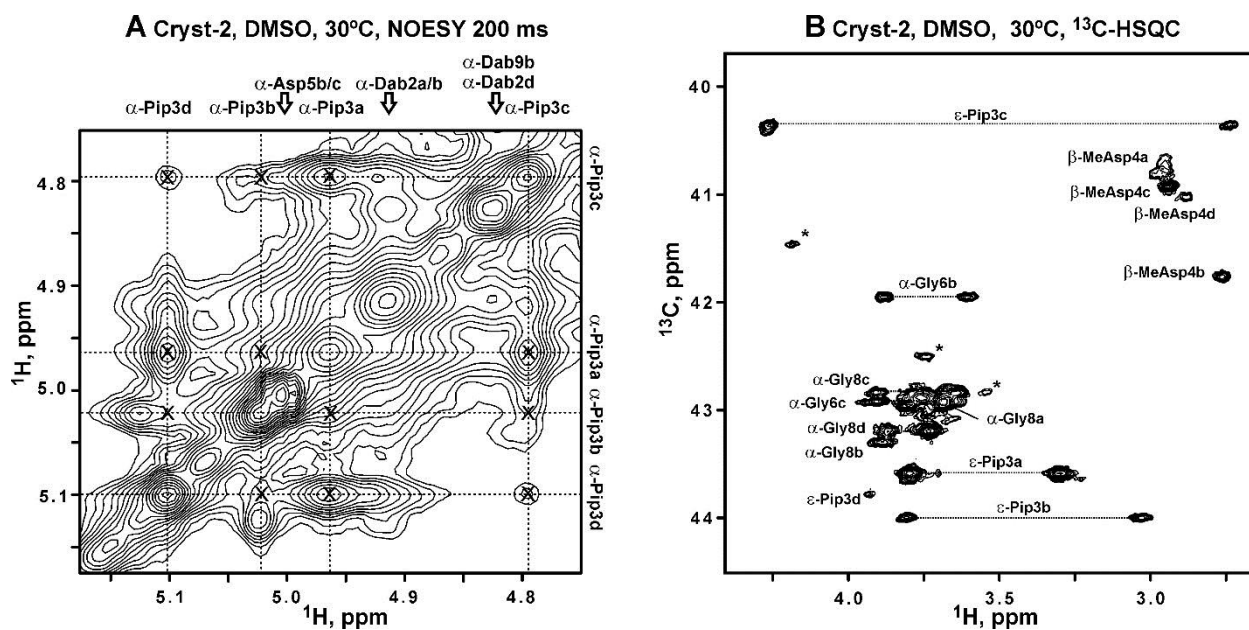 A Cryst-2, DMSO, 30ºC, NOESY 200 ms
α-Dab9b
α-Asp5b/c α-Dab2a/b α-Dab2d
α-Pip3d α-Pip3b α-Pip3a α-Pip3c
4.8
4.9
5.0
5.1
¹H, ppm
α-Pip3c
α-Pip3a
α-Pip3b
α-Pip3d
X X X X
X X X X
X X X X
X X X X
5.1 5.0 4.9 4.8
¹H, ppm
B Cryst-2, DMSO, 30ºC, ¹³C-HSQC
40
41
42
43
44
¹³C, ppm
ε-Pip3c
β-MeAsp4a
β-MeAsp4c
β-MeAsp4d
*
β-MeAsp4b
α-Gly6b
*
α-Gly8c
*
α-Gly6c
α-Gly8a
α-Gly8d
α-Gly8b
ε-Pip3a
ε-Pip3d
ε-Pip3b
4.0 3.5 3.0
¹H, ppm